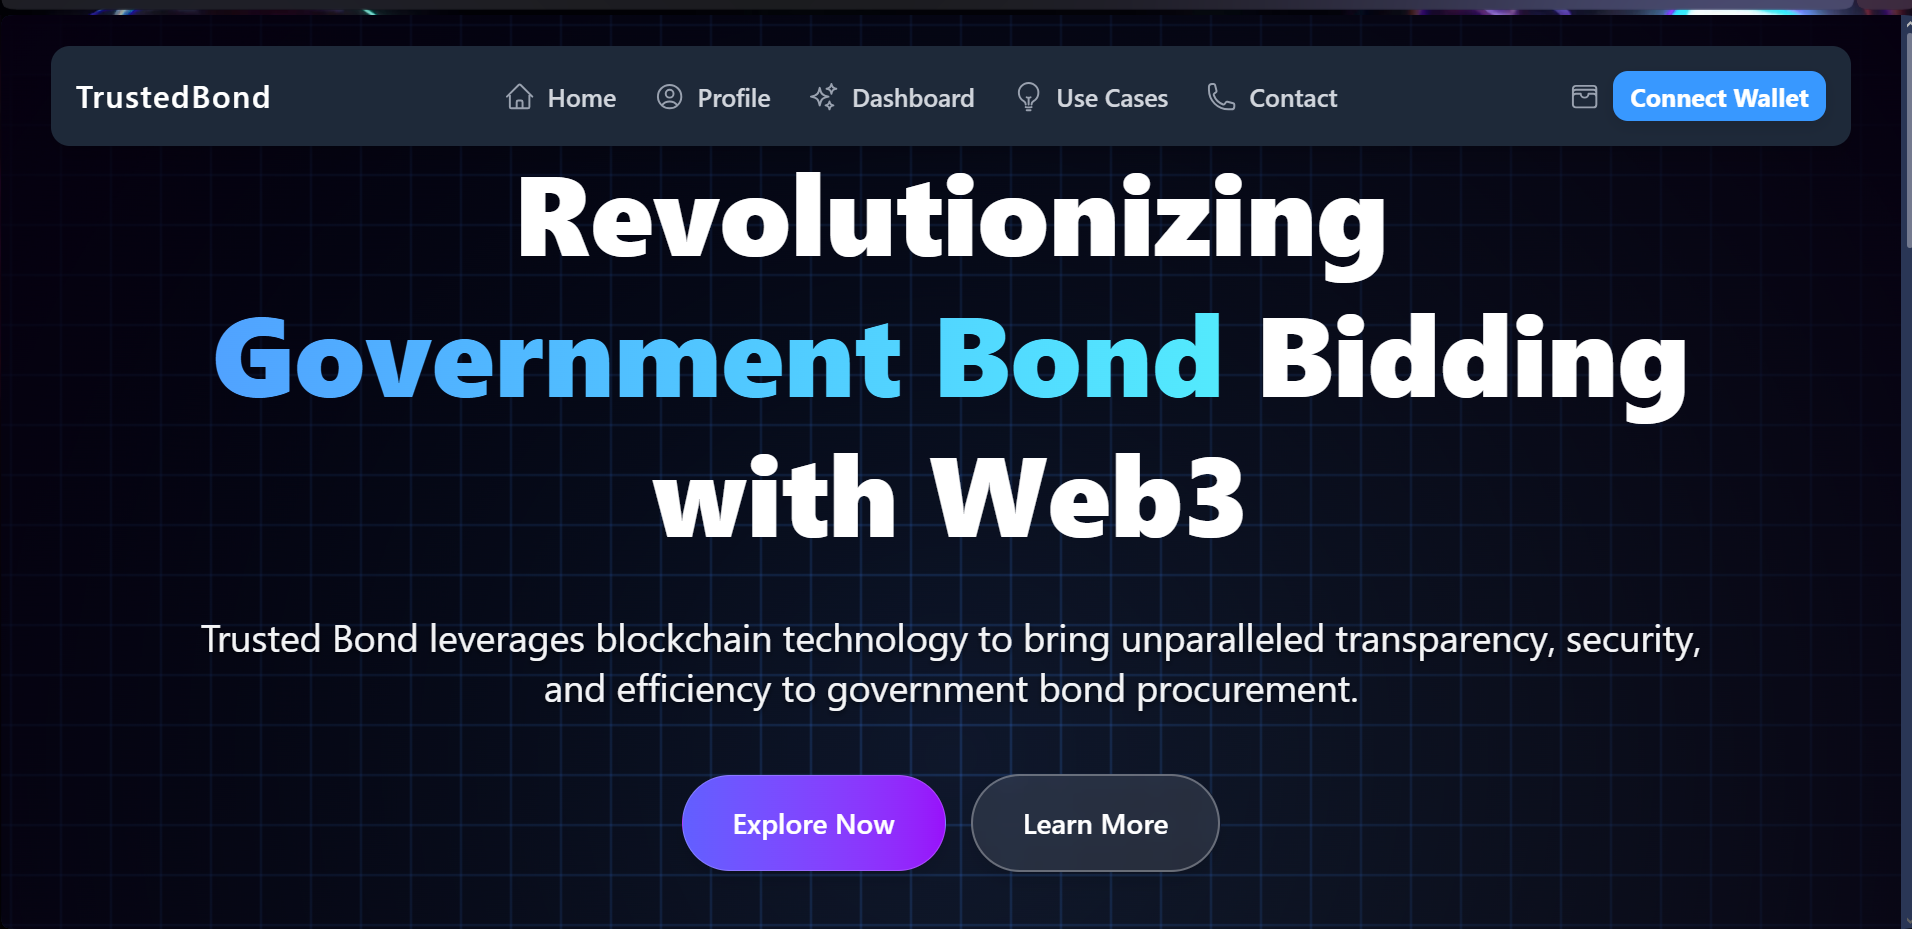 TrustedBond
Home
Profile
Dashboard
Use Cases
Contact
Connect Wallet
Revolutionizing
Government Bond Bidding
with Web3
Trusted Bond leverages blockchain technology to bring unparalleled transparency, security,
and efficiency to government bond procurement.
Explore Now
Learn More